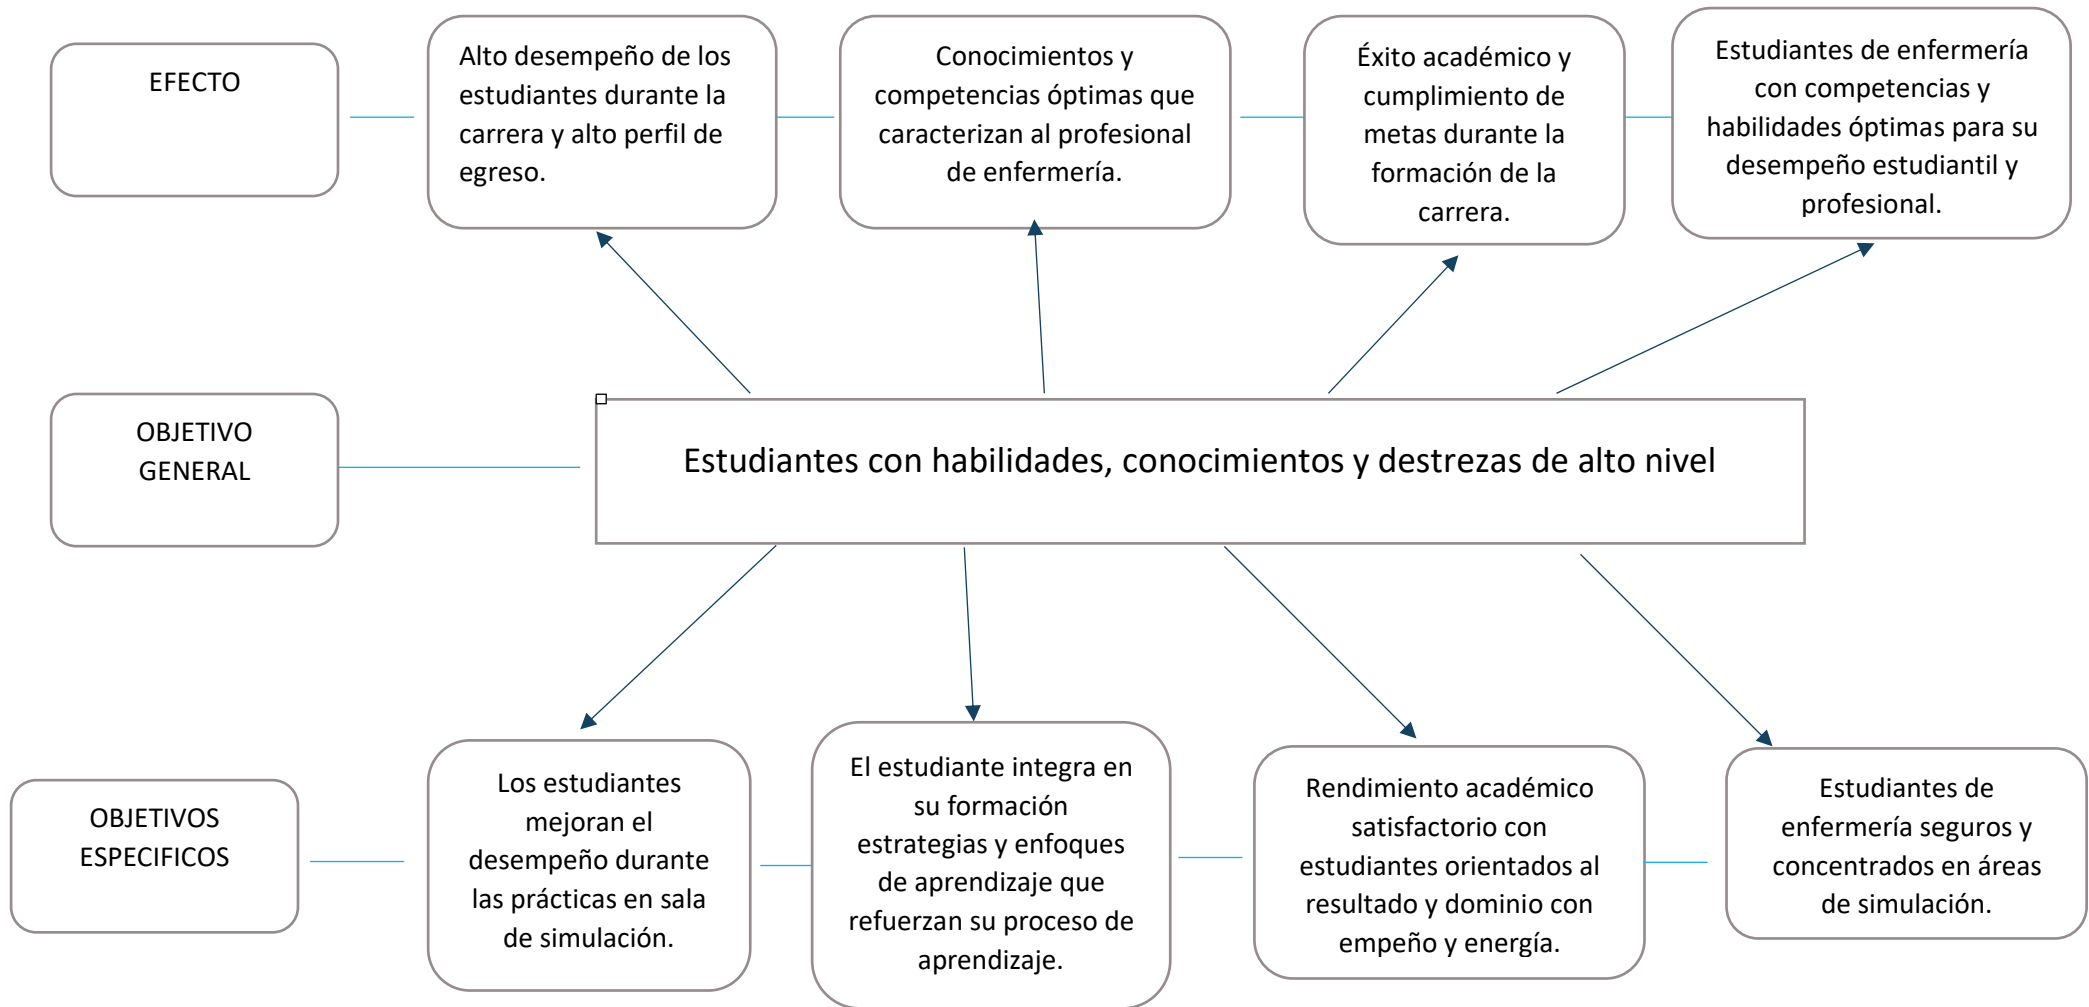 EFECTO
Alto desempeño de los
estudiantes durante la
carrera y alto perfil de
egreso.
Conocimientos y
competencias óptimas que
caracterizan al profesional
de enfermería.
Éxito académico y
cumplimiento de
metas durante la
formación de la
carrera.
Estudiantes de enfermería
con competencias y
habilidades óptimas para su
desempeño estudiantil y
profesional.
OBJETIVO
GENERAL
Estudiantes con habilidades, conocimientos y destrezas de alto nivel
OBJETIVOS
ESPECIFICOS
Los estudiantes
mejoran el
desempeño durante
las prácticas en sala
de simulación.
El estudiante integra en
su formación
estrategias y enfoques
de aprendizaje que
refuerzan su proceso de
aprendizaje.
Rendimiento académico
satisfactorio con
estudiantes orientados al
resultado y dominio con
empeño y energía.
Estudiantes de
enfermería seguros y
concentrados en áreas
de simulación.